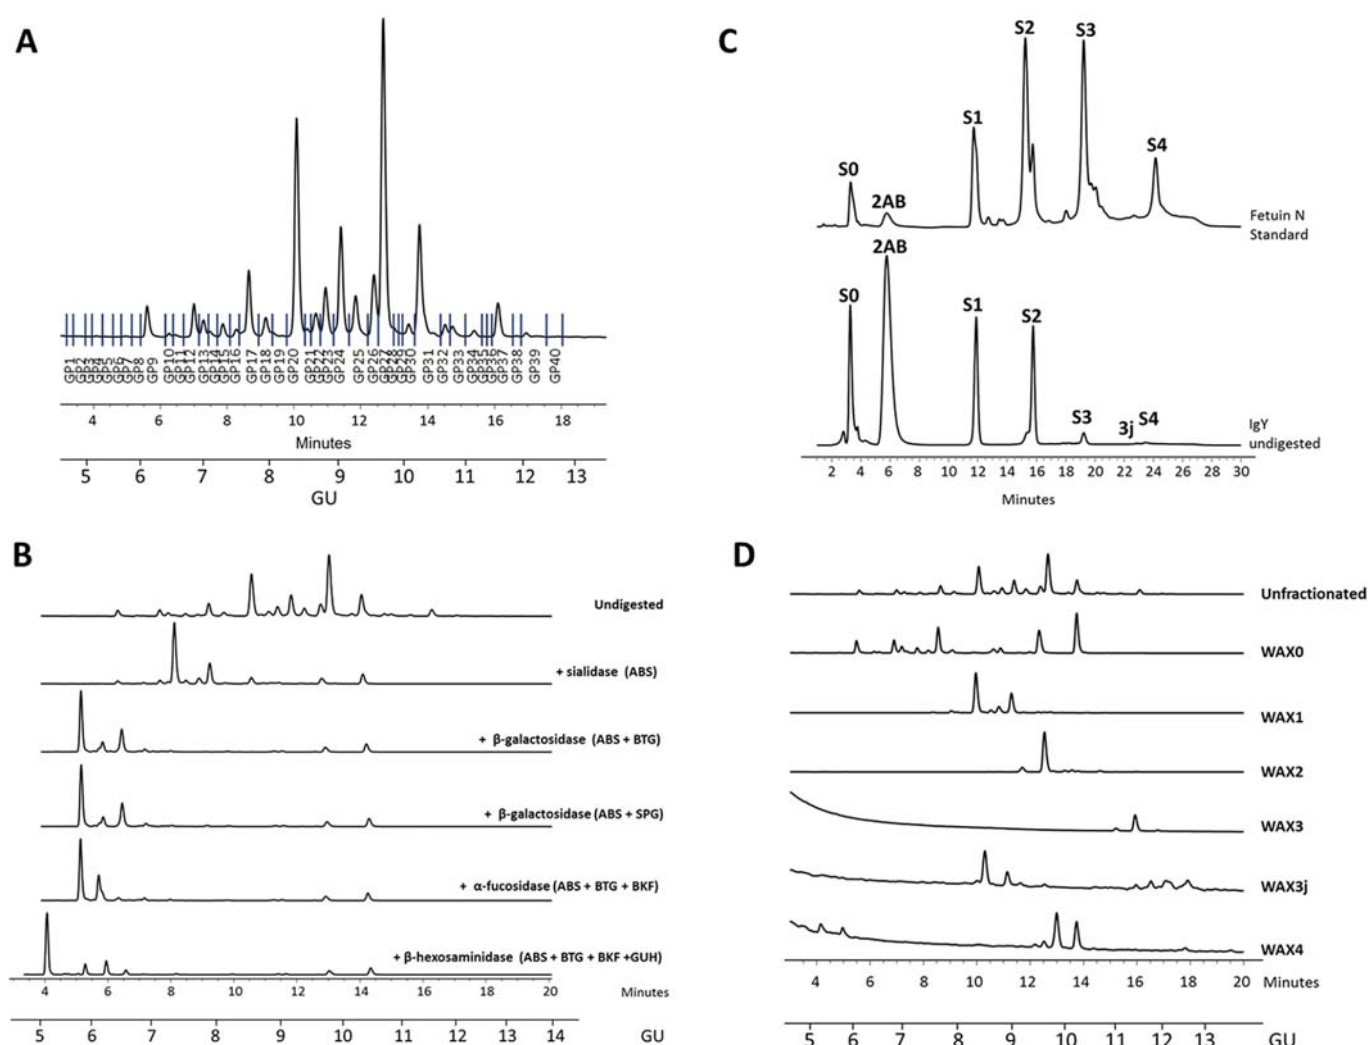 A
GP1
GP2
GP3
GP4
GP5
GP6
GP7
GP8
GP9
GP10
GP11
GP12
GP13
GP14
GP15
GP16
GP17
GP18
GP19
GP20
GP21
GP22
GP23
GP24
GP25
GP26
GP27
GP28
GP29
GP30
GP31
GP32
GP33
GP34
GP35
GP36
GP37
GP38
GP39
GP40
4 6 8 10 12 14 16 18
Minutes
5 6 7 8 9 10 11 12 13
GU
C
S0 2AB S1 S2 S3 S4
Fetuin N
Standard
S0 2AB S1 S2 S3 3j S4
IgY
undigested
2 4 6 8 10 12 14 16 18 20 22 24 26 28 30
Minutes
B
Undigested
+ sialidase (ABS)
+ β-galactosidase (ABS + BTG)
+ β-galactosidase (ABS + SPG)
+ α-fucosidase (ABS + BTG + BKF)
+ β-hexosaminidase (ABS + BTG + BKF +GUH)
4 6 8 10 12 14 16 18 20 Minutes
5 6 7 8 9 10 11 12 13 14 GU
D
Unfractionated
WAX0
WAX1
WAX2
WAX3
WAX3j
WAX4
4 6 8 10 12 14 16 18 20 Minutes
5 6 7 8 9 10 11 12 13 GU